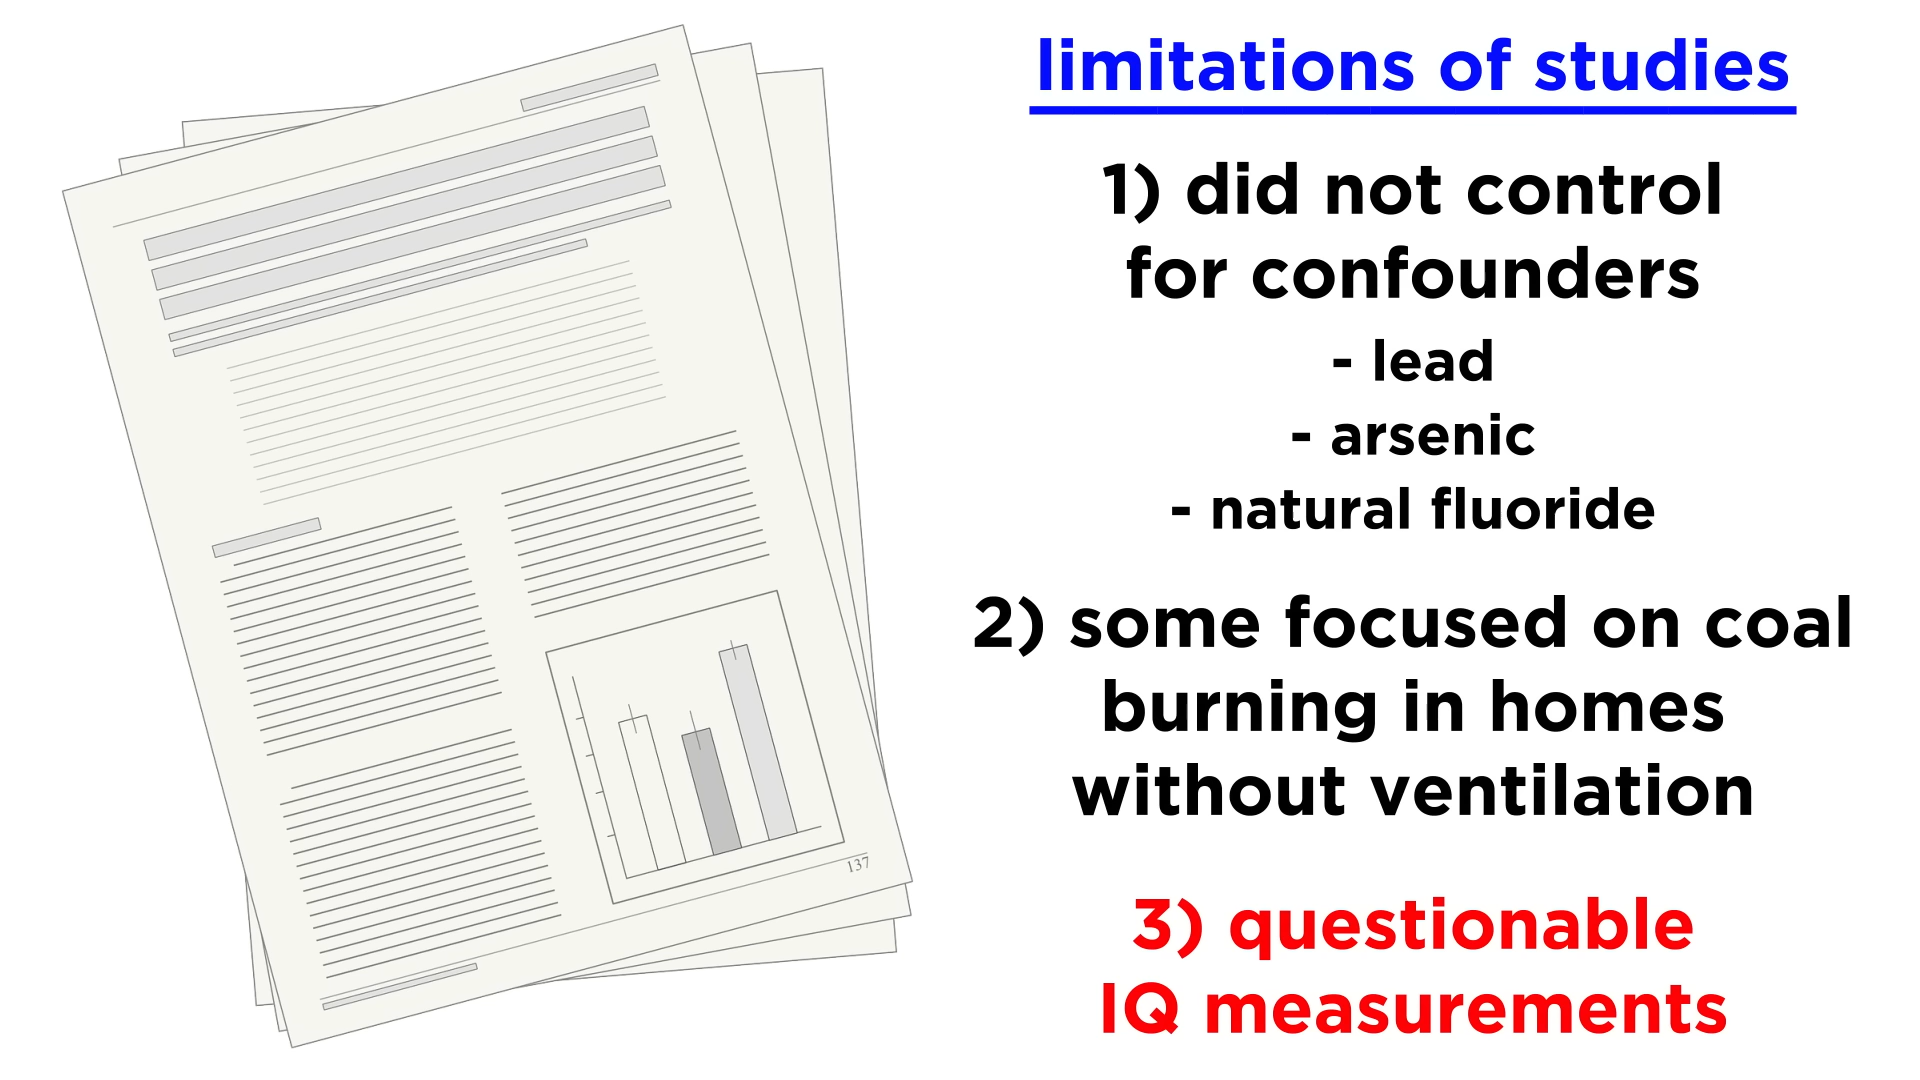 limitations of studies
1) did not control
for confounders
- lead
- arsenic
- natural fluoride
2) some focused on coal
burning in homes
without ventilation
3) questionable
IQ measurements
137